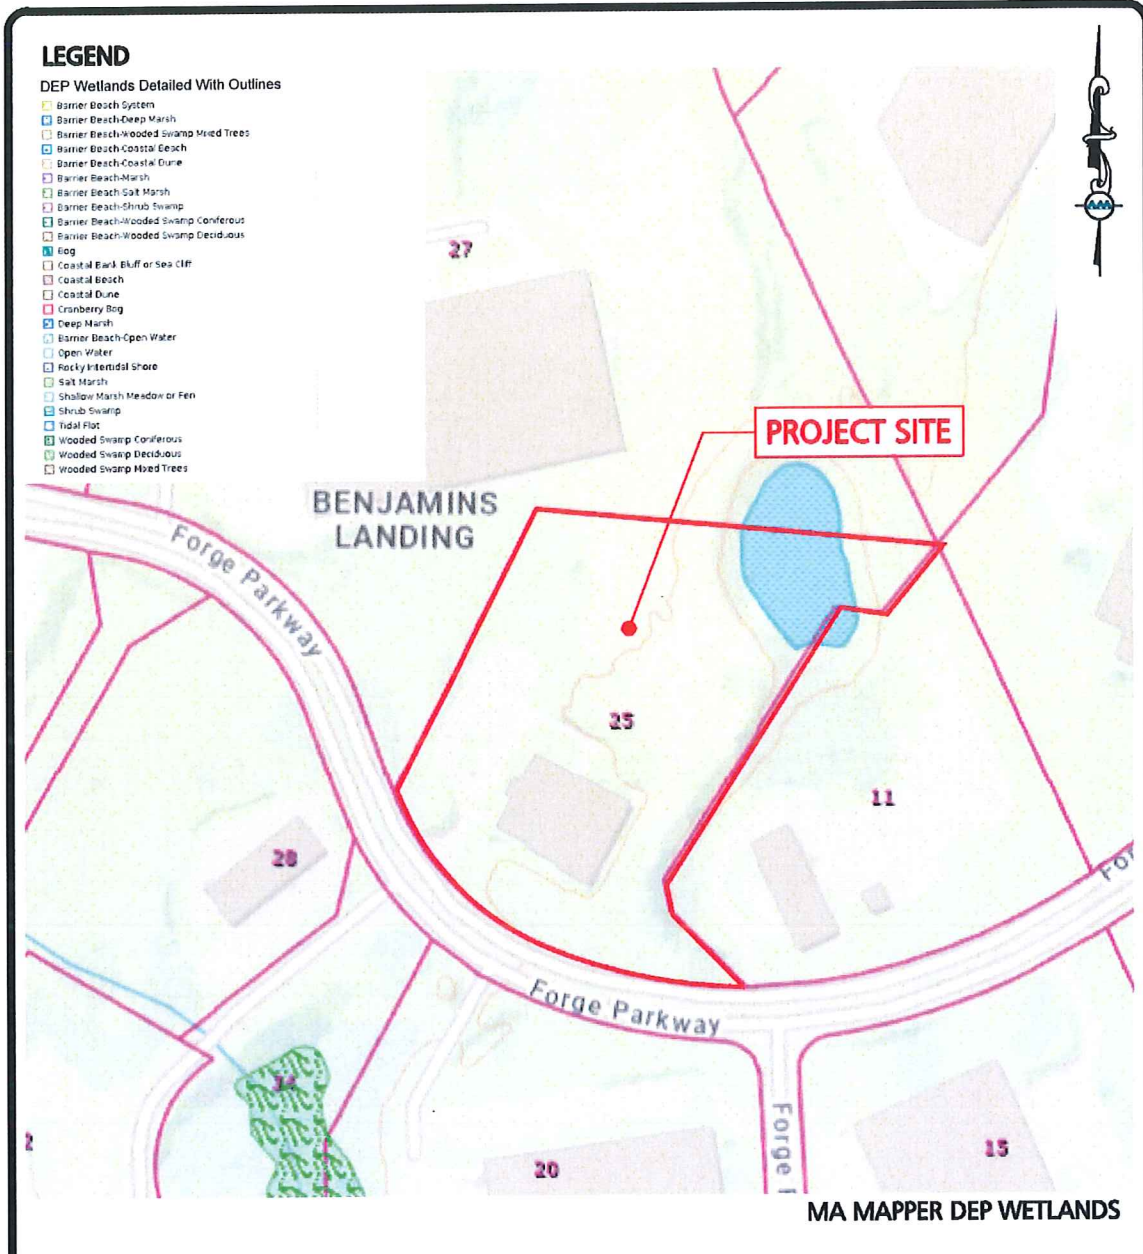 LEGEND
DEP Wetlands Detailed With Outlines
Barrier Beach System
Barrier Beach-Deep Marsh
Barrier Beach-Wooded Swamp Mixed Trees
Barrier Beach-Coastal Beach
Barrier Beach-Coastal Dune
Barrier Beach-Marsh
Barrier Beach-Salt Marsh
Barrier Beach-Shrub Swamp
Barrier Beach-Wooded Swamp Coniferous
Barrier Beach-Wooded Swamp Deciduous
Bog
Coastal Bank Bluff or Sea Cliff
Coastal Beach
Coastal Dune
Cranberry Bog
Deep Marsh
Barrier Beach-Open Water
Open Water
Rocky Intertidal Shore
Salt Marsh
Shallow Marsh Meadow or Fen
Shrub Swamp
Tidal Flat
Wooded Swamp Coniferous
Wooded Swamp Deciduous
Wooded Swamp Mixed Trees
27
PROJECT SITE
BENJAMINS
LANDING
Forge Parkway
25
11
28
For
Forge Parkway
24
2
20
Forge P
15
MA MAPPER DEP WETLANDS